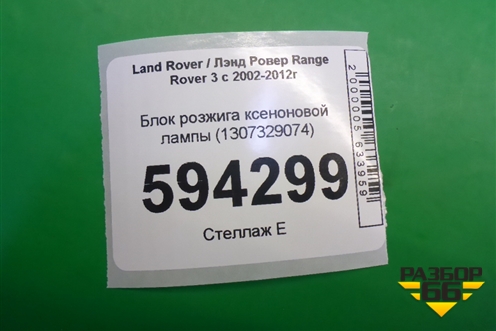 Land Rover / Лэнд Ровер Range
Rover 3 с 2002-2012г
Блок розжига ксеноновой
лампы (1307329074)
594299
Стеллаж Е
2000005633959
РАЗБОР
66